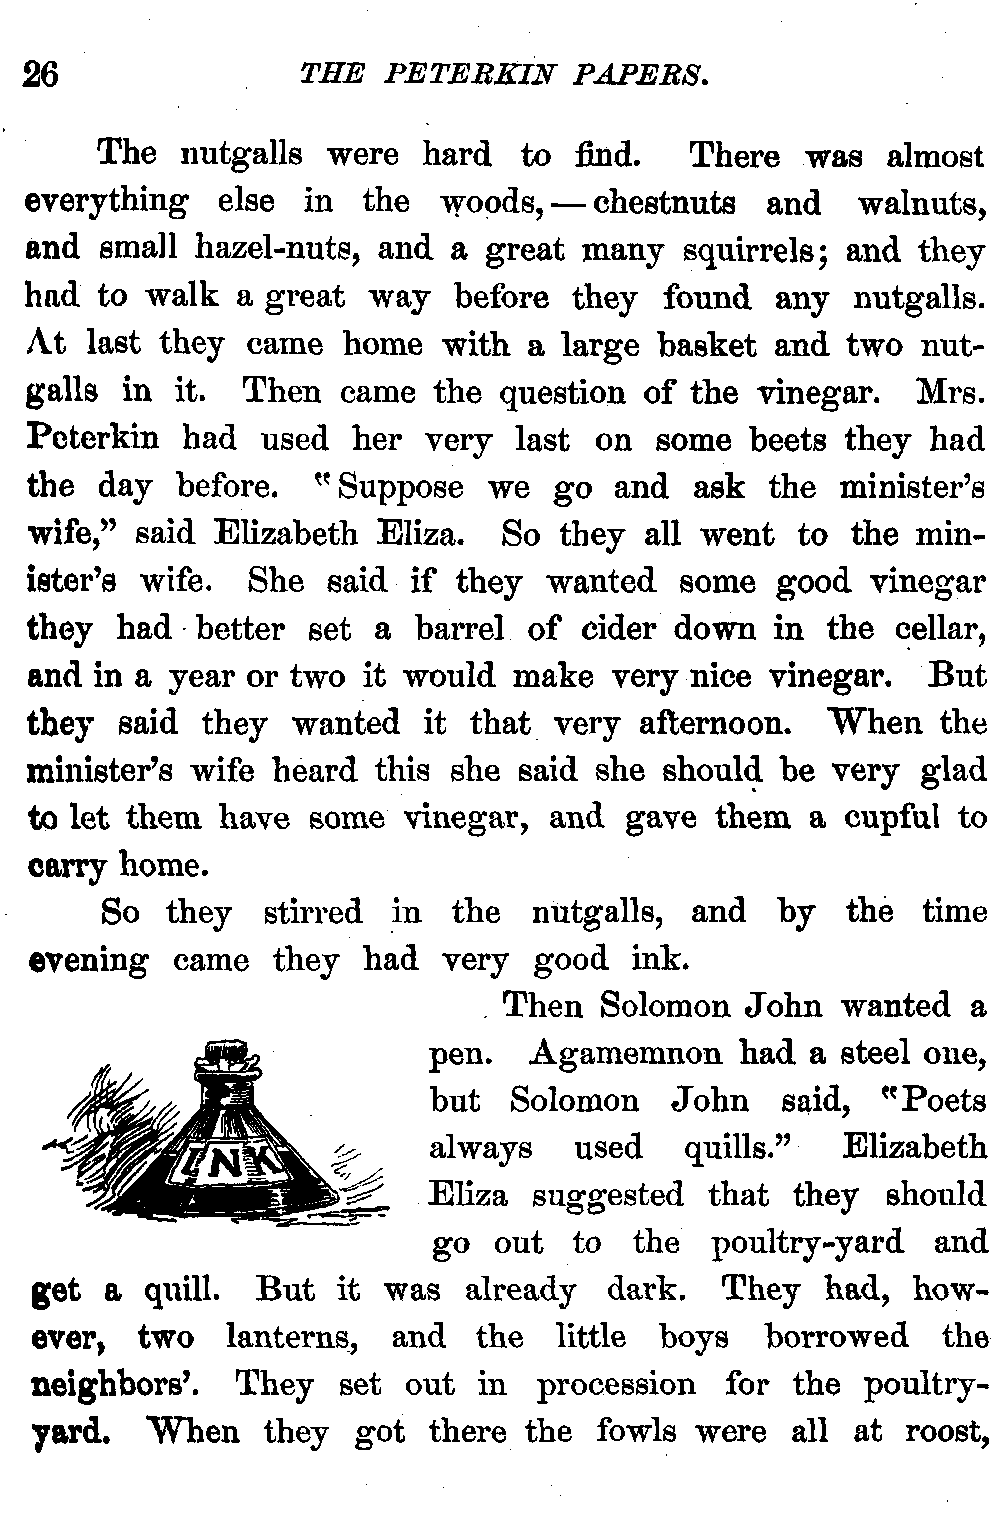 26 THE PETERKIN PAPERS.
The nutgalls were hard to find. There was almost
everything else in the woods, — chestnuts and walnuts,
and small hazel-nuts, and a great many squirrels; and they
had to walk a great way before they found any nutgalls.
At last they came home with a large basket and two nut-
galls in it. Then came the question of the vinegar. Mrs.
Peterkin had used her very last on some beets they had
the day before. "Suppose we go and ask the minister's
wife," said Elizabeth Eliza. So they all went to the min-
ister's wife. She said if they wanted some good vinegar
they had better set a barrel of cider down in the cellar,
and in a year or two it would make very nice vinegar. But
they said they wanted it that very afternoon. When the
minister's wife heard this she said she should be very glad
to let them have some vinegar, and gave them a cupful to
carry home.
So they stirred in the nutgalls, and by the time
evening came they had very good ink.
Then Solomon John wanted a
pen. Agamemnon had a steel one,
but Solomon John said, "Poets
always used quills." Elizabeth
Eliza suggested that they should
go out to the poultry-yard and
INK
get a quill. But it was already dark. They had, how-
ever, two lanterns, and the little boys borrowed the
neighbors'. They set out in procession for the poultry-
yard. When they got there the fowls were all at roost,